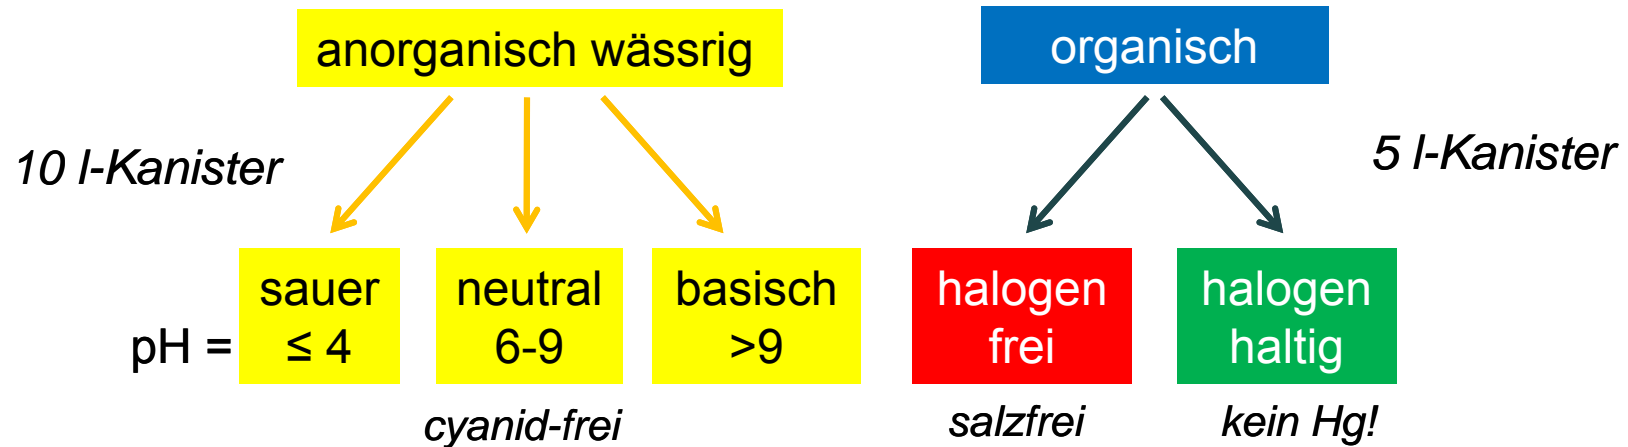 anorganisch wässrig
organisch
10 l-Kanister
5 l-Kanister
pH =
sauer
≤ 4
neutral
6-9
basisch
>9
halogen
frei
halogen
haltig
cyanid-frei
salzfrei
kein Hg!